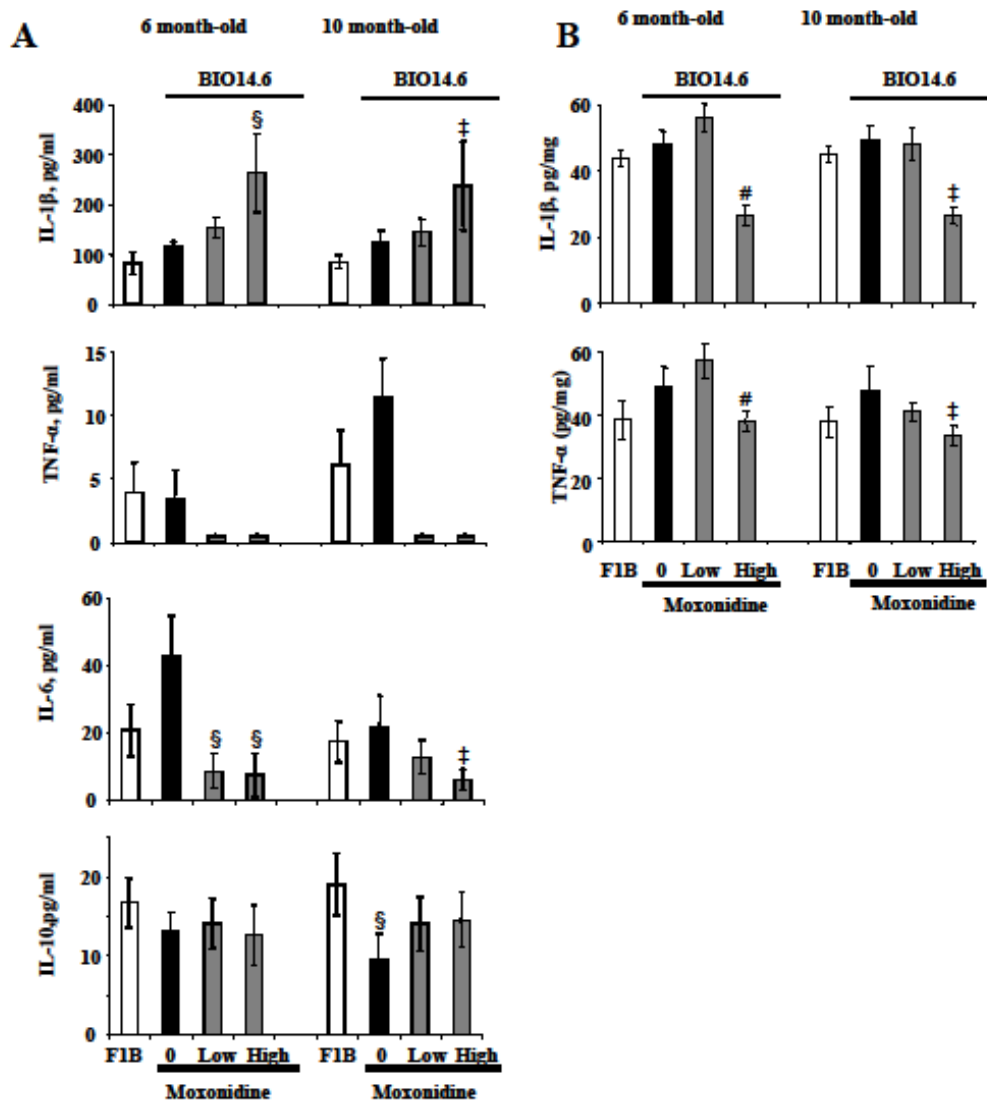 A
6 month-old
10 month-old
BIO14.6
BIO14.6
IL-1β, pg/ml
400
300
200
100
0
§
‡
TNF-α, pg/ml
15
10
5
0
IL-6, pg/ml
60
40
20
0
§
§
‡
IL-10,pg/ml
20
10
0
§
F1B 0 Low High F1B 0 Low High
Moxonidine Moxonidine
B
6 month-old
10 month-old
BIO14.6
BIO14.6
IL-1β, pg/mg
60
40
20
0
#
‡
TNF-α (pg/mg)
60
40
20
0
#
‡
F1B 0 Low High F1B 0 Low High
Moxonidine Moxonidine